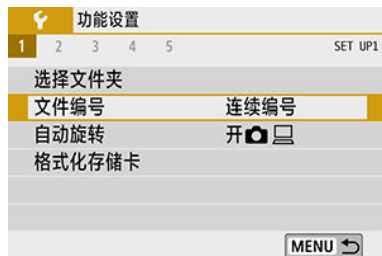 功能设置
1 2 3 4 5 SET UP1
选择文件夹
文件编号 连续编号
自动旋转 开
格式化存储卡
MENU